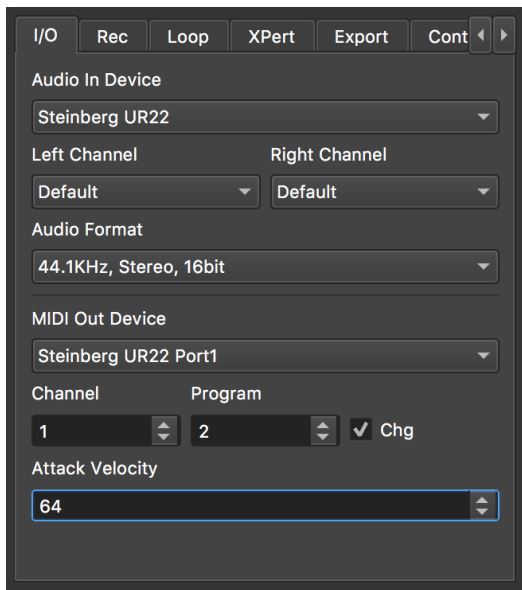 I/O Rec Loop XPert Export Cont
Audio In Device
Steinberg UR22
Left Channel Right Channel
Default Default
Audio Format
44.1KHz, Stereo, 16bit
MIDI Out Device
Steinberg UR22 Port1
Channel Program
1 2 Chg
Attack Velocity
64